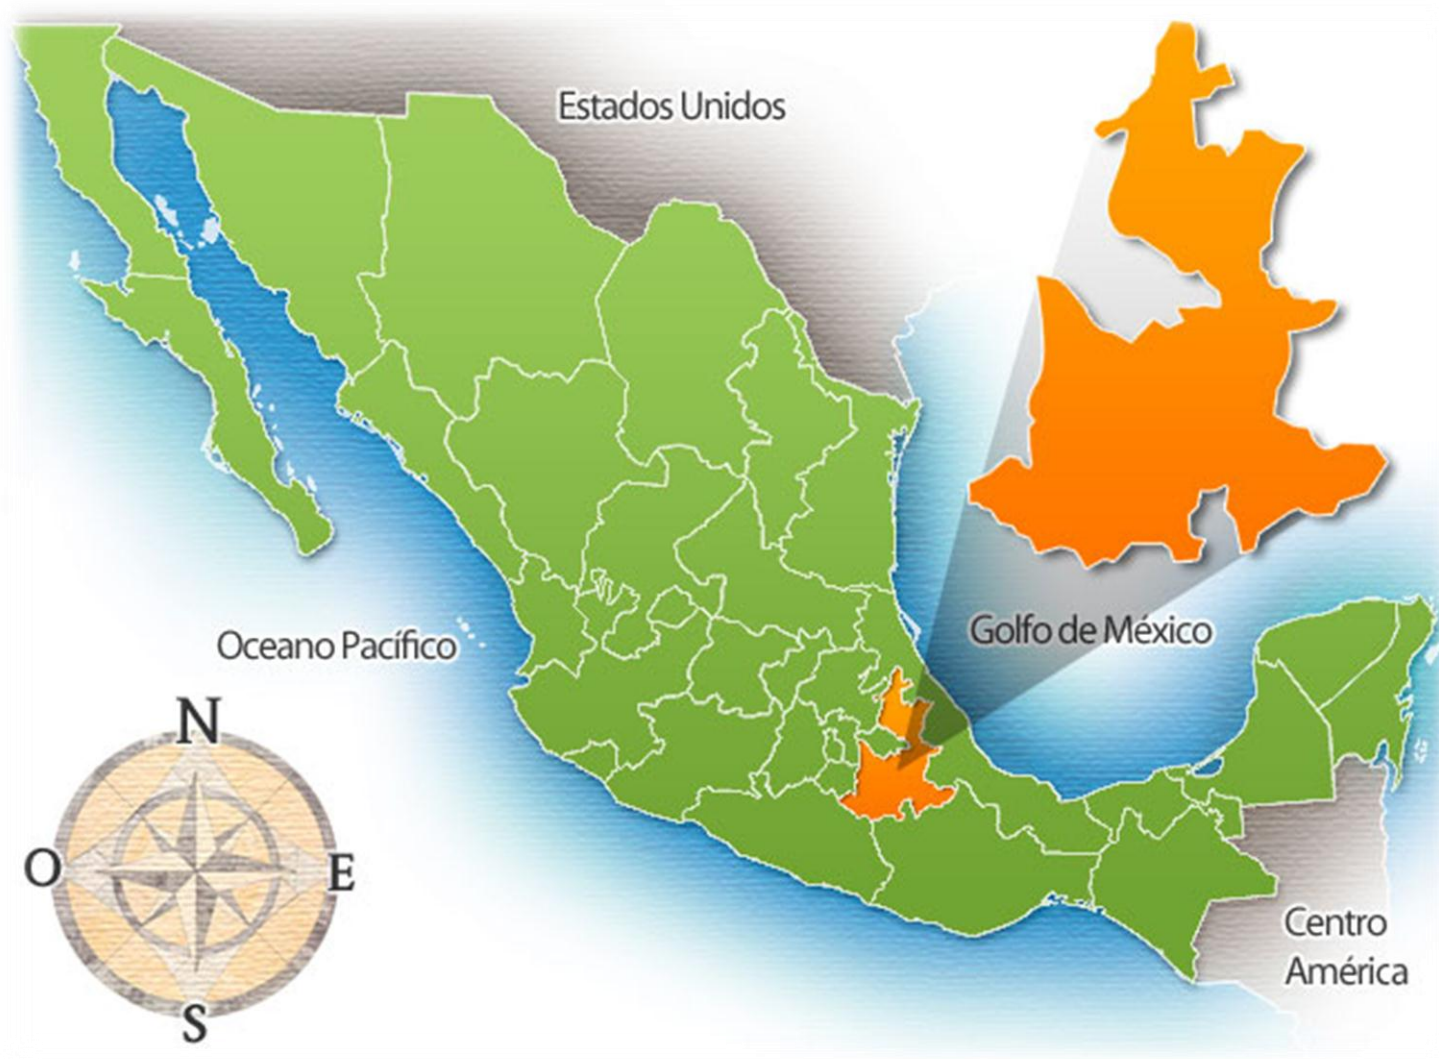 Estados Unidos
Golfo de México
Oceano Pacífico
N
O
E
S
Centro
América